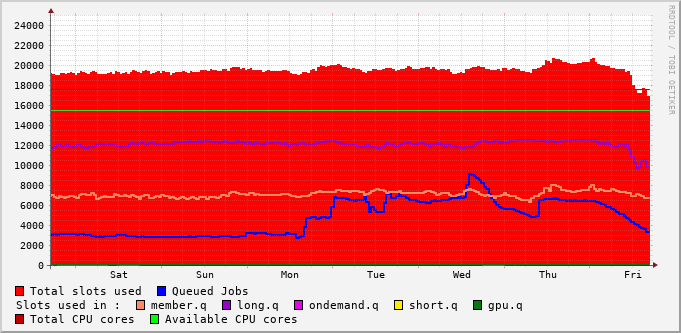 RRDTOOL / TOBI OETIKER
24000
22000
20000
18000
16000
14000
12000
10000
8000
6000
4000
2000
0
Sat Sun Mon Tue Wed Thu Fri
Total slots used Queued Jobs
Slots used in : member.q long.q ondemand.q short.q gpu.q
Total CPU cores Available CPU cores